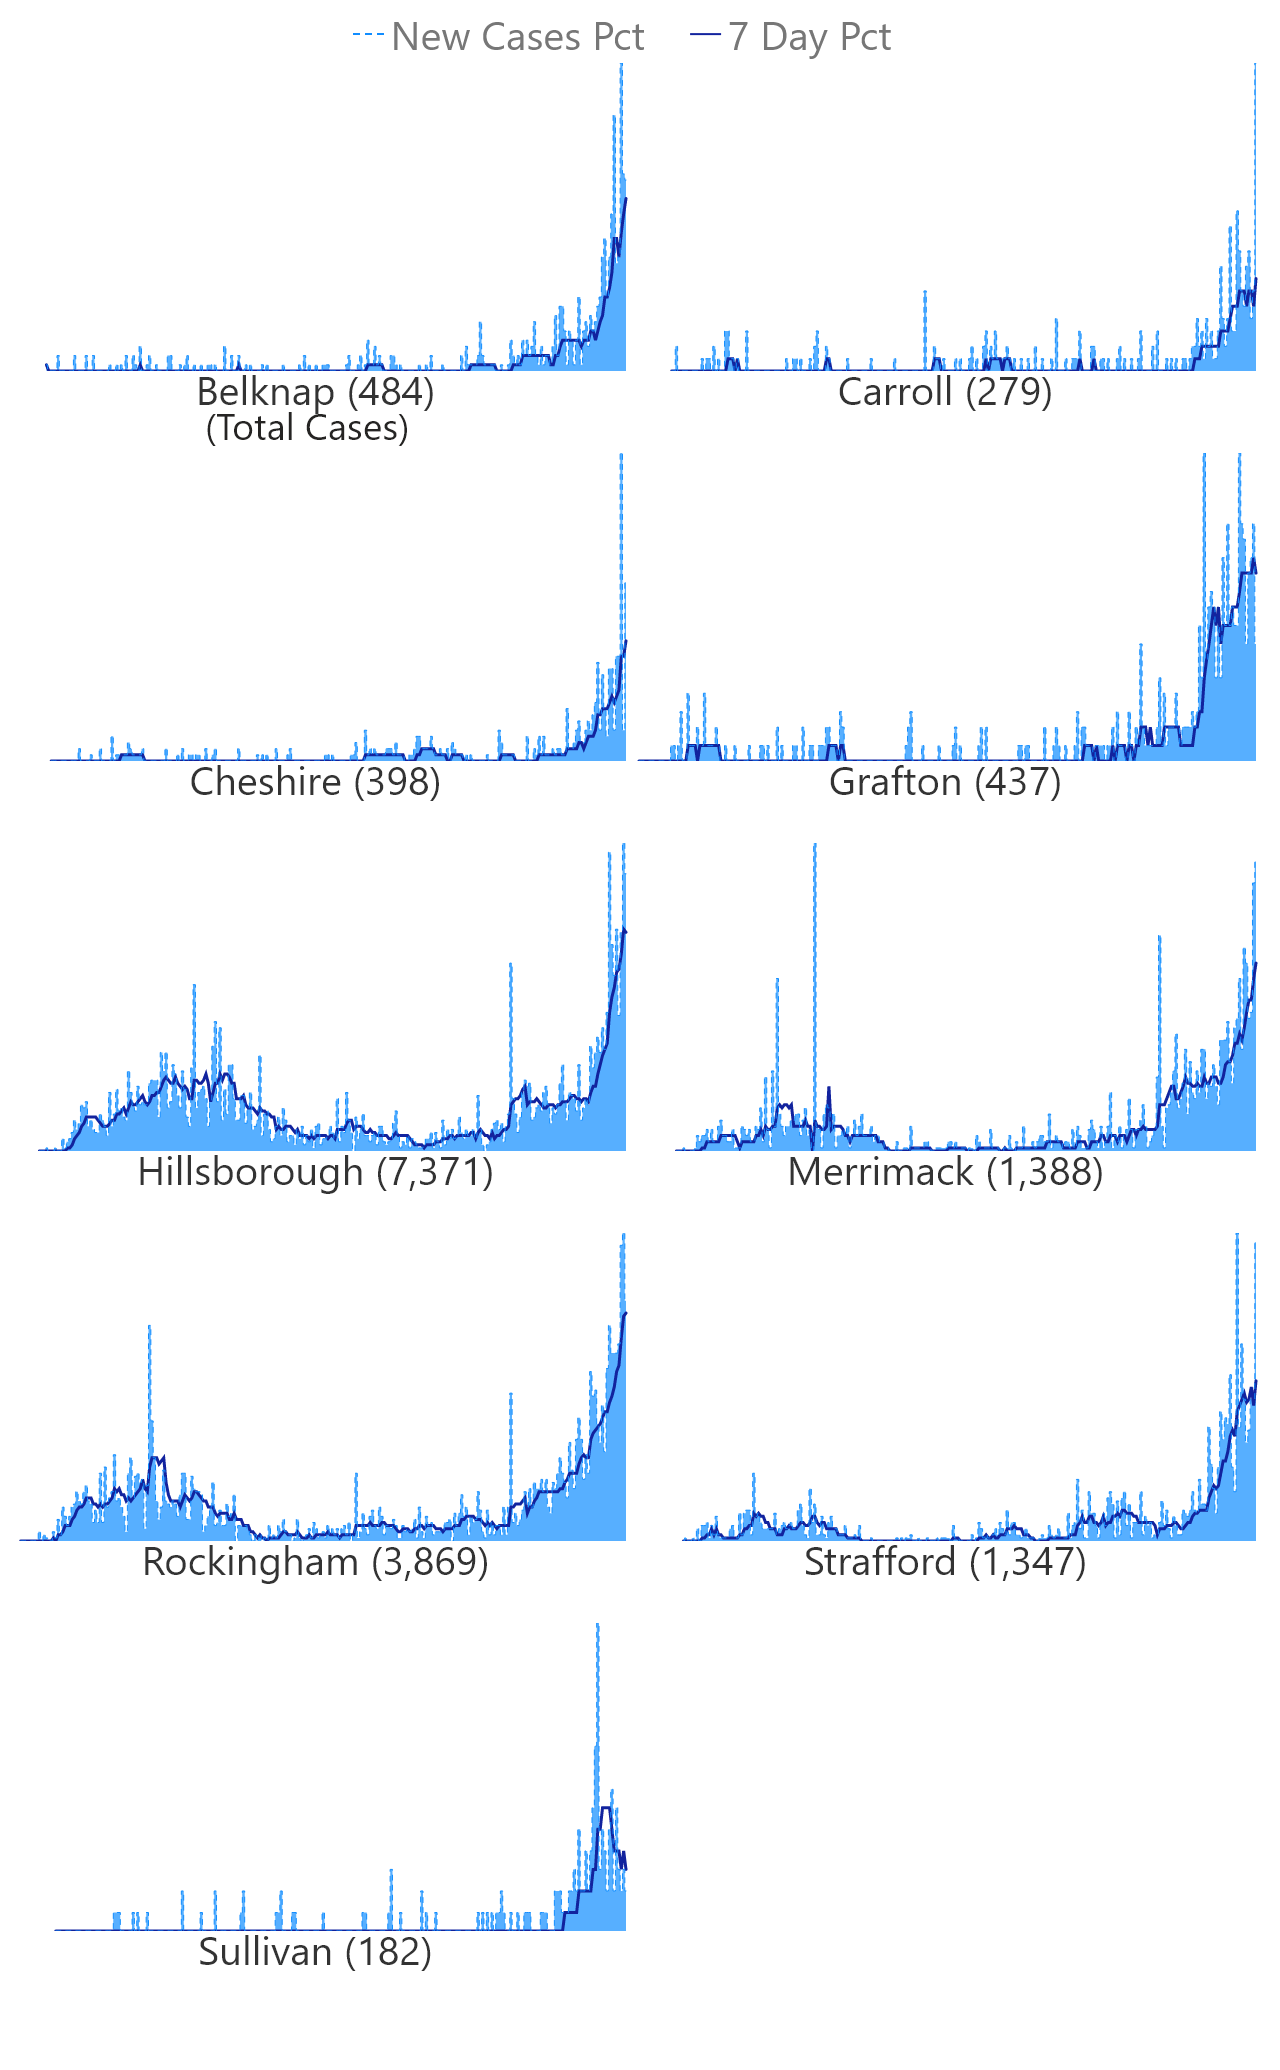 New Cases Pct 7 Day Pct
Belknap (484) Carroll (279)
(Total Cases)
Cheshire (398) Grafton (437)
Hillsborough (7,371) Merrimack (1,388)
Rockingham (3,869) Strafford (1,347)
Sullivan (182)